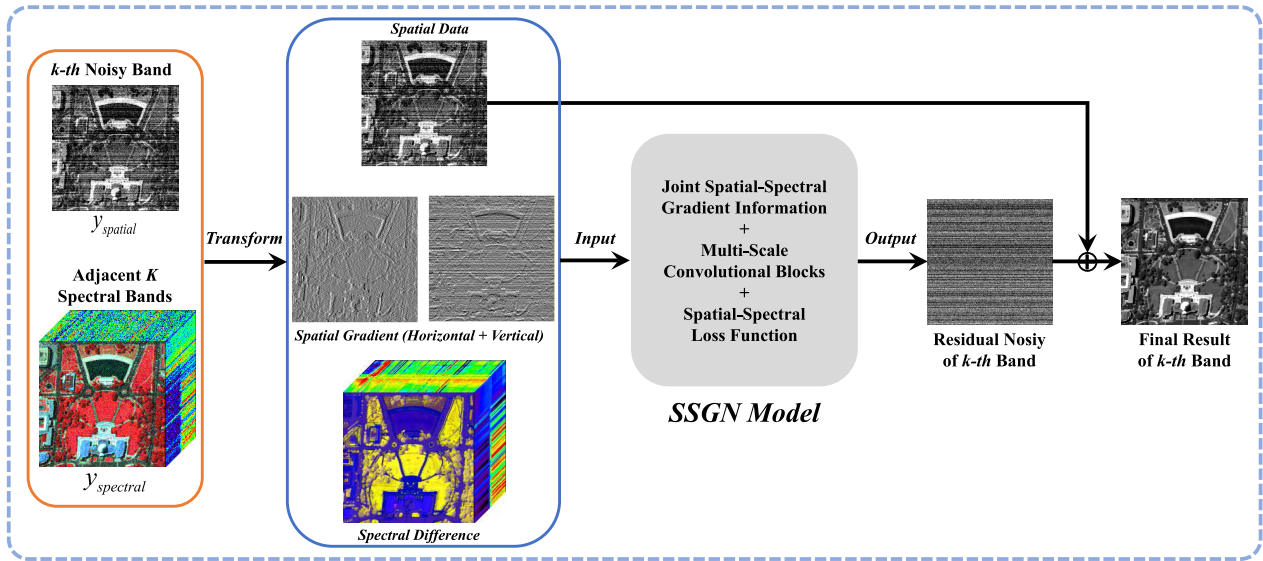 k-th Noisy Band
y spatial
Adjacent K
Spectral Bands
y spectral
Transform
Spatial Data
Spatial Gradient (Horizontal + Vertical)
Spectral Difference
Input
Joint Spatial-Spectral
Gradient Information
+
Multi-Scale
Convolutional Blocks
+
Spatial-Spectral
Loss Function
SSGN Model
Output
Residual Nosiy
of k-th Band
Final Result
of k-th Band